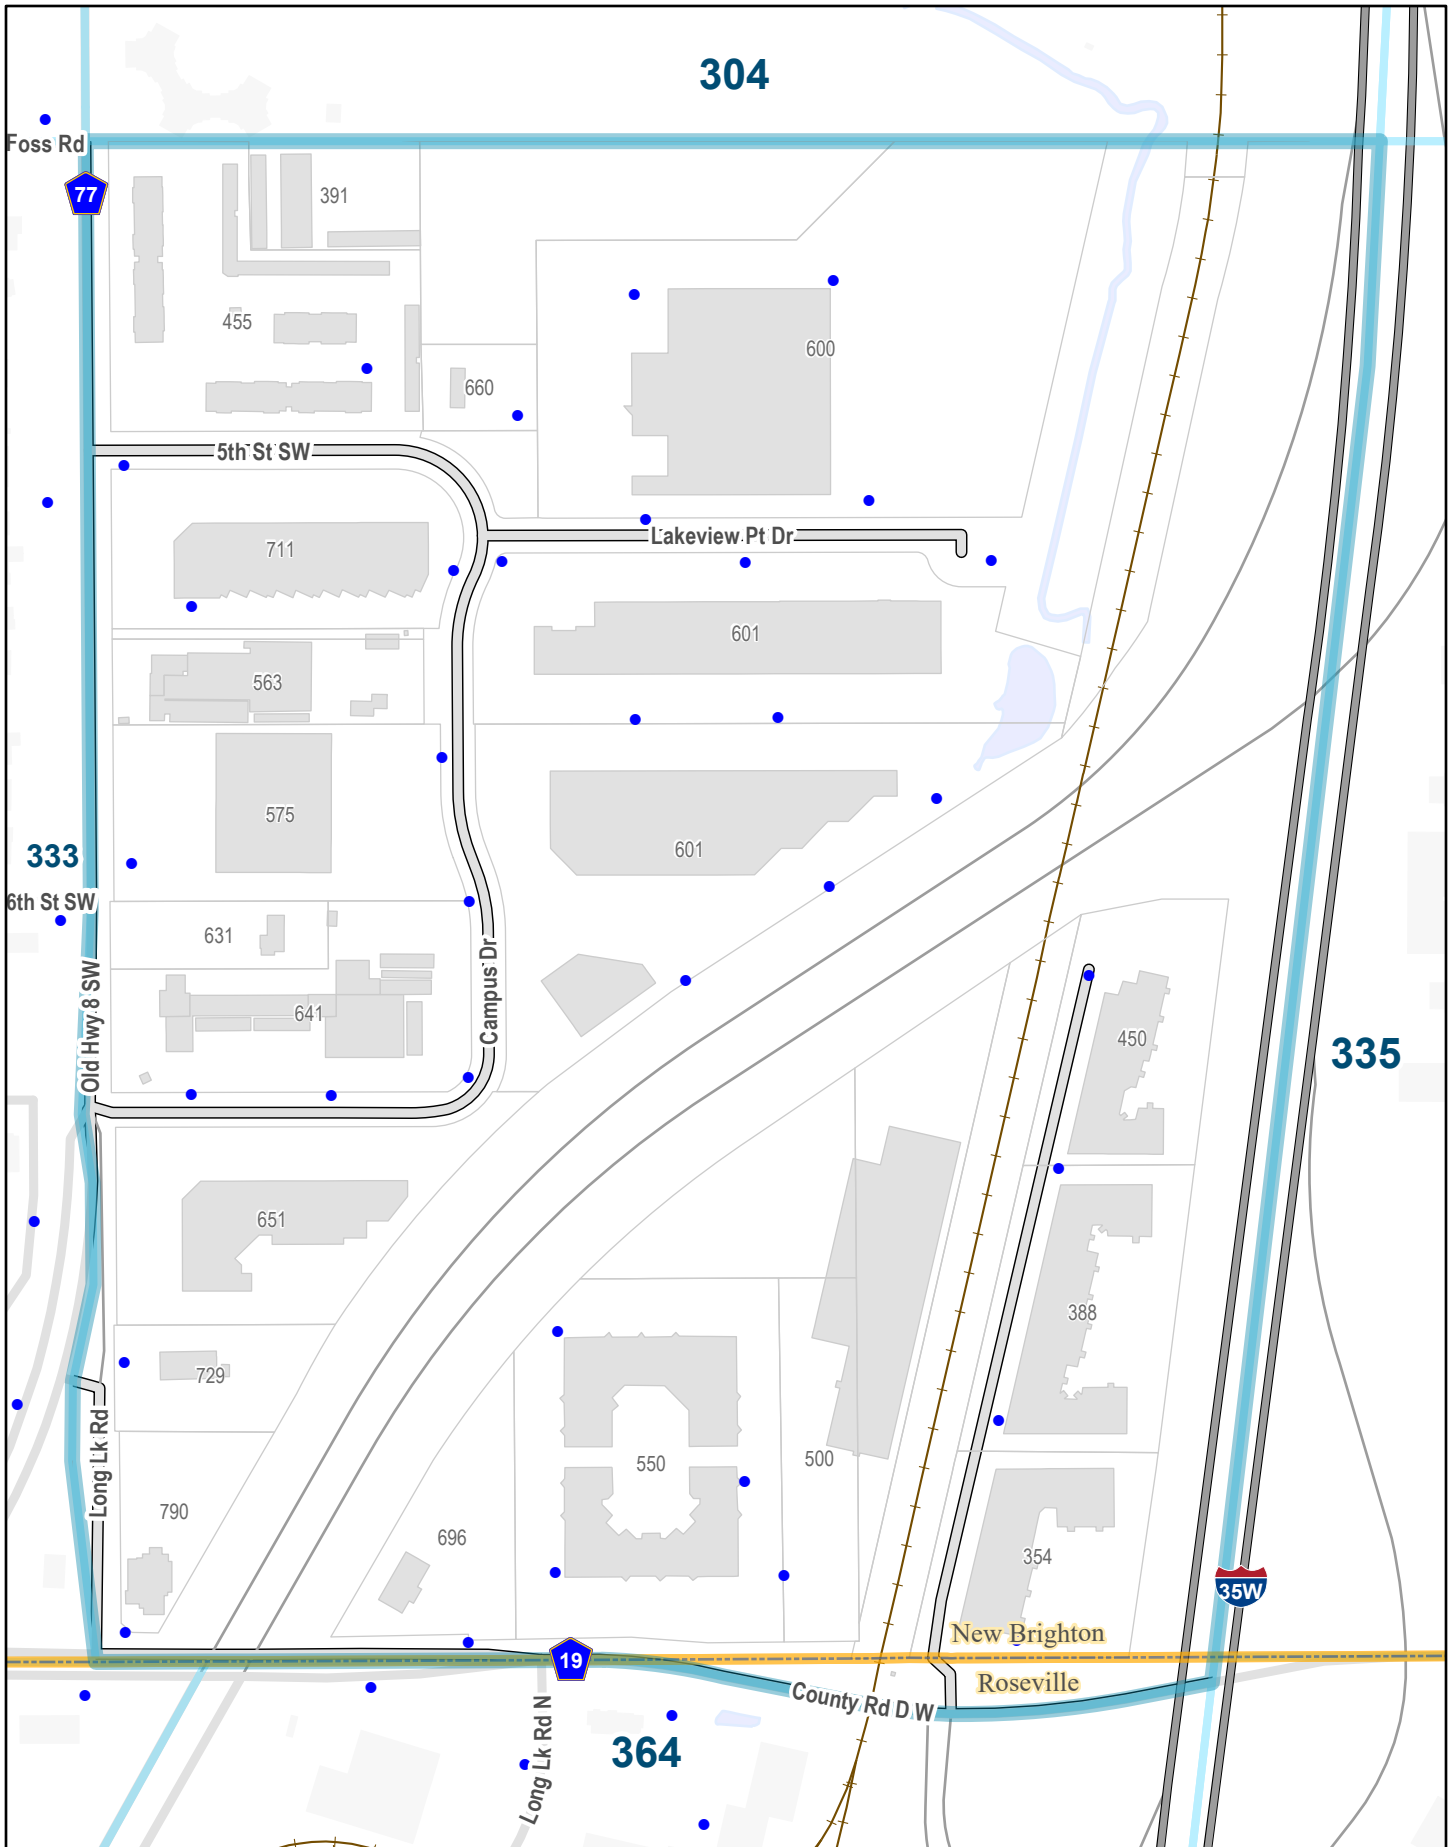 304
Foss Rd
77
391
455
600
660
5th St SW
Lakeview Pt Dr
711
601
563
575
601
333
6th St SW
631
641
Old Hwy 8 SW
Campus Dr
450
335
651
388
729
Long Lk Rd
550
500
790
696
354
35W
New Brighton
19
Roseville
County Rd D W
Long Lk Rd N
364